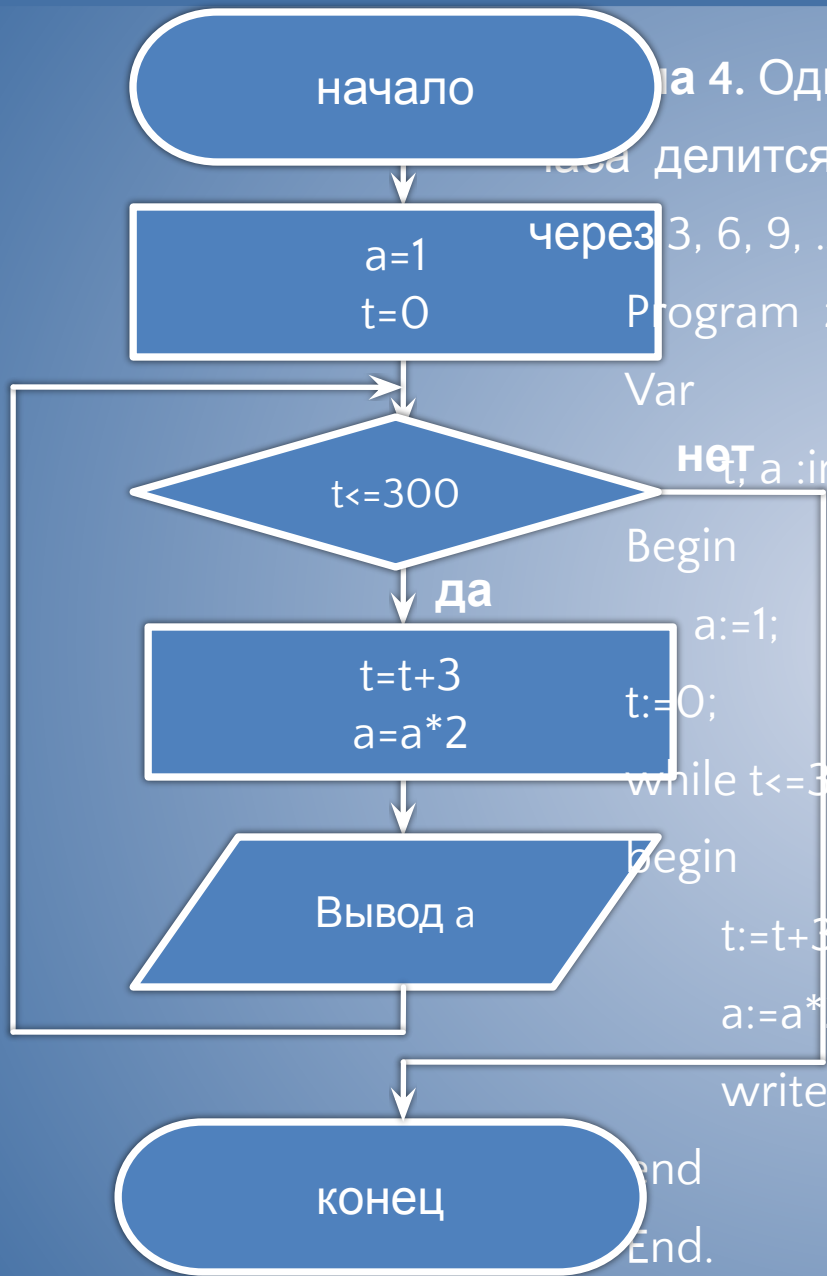 начало
а 4.
делится
через 3, 6, 9, .
a=1
t=0
Program
Var
t<=300
нет
t, a :in
Begin
да
a:=1;
t=t+3
a=a*2
t:=0;
while t<=3
begin
Вывод a
t:=t+3
a:=a*
write
end
End.
конец